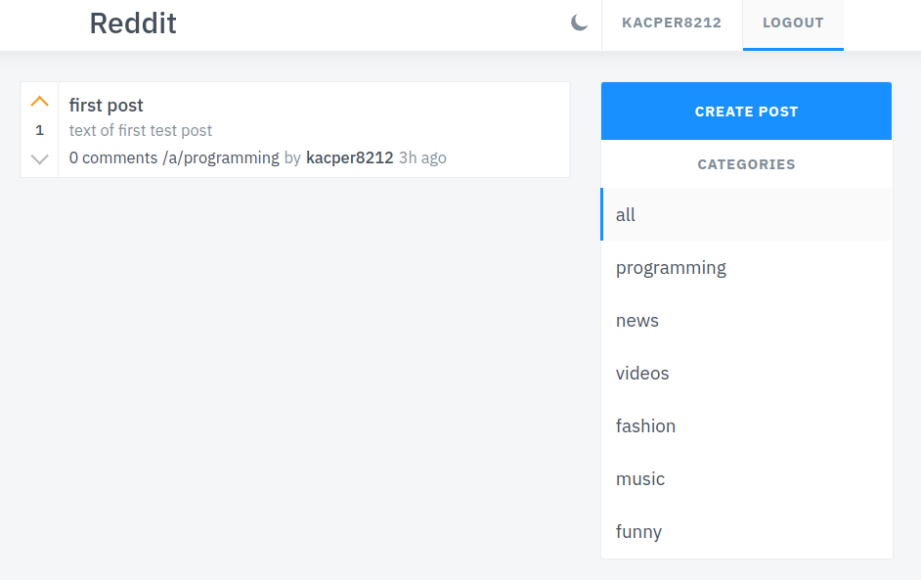 Reddit
KACPER8212
LOGOUT
first post
1
text of first test post
0 comments /a/programming by kacper8212 3h ago
CREATE POST
CATEGORIES
all
programming
news
videos
fashion
music
funny